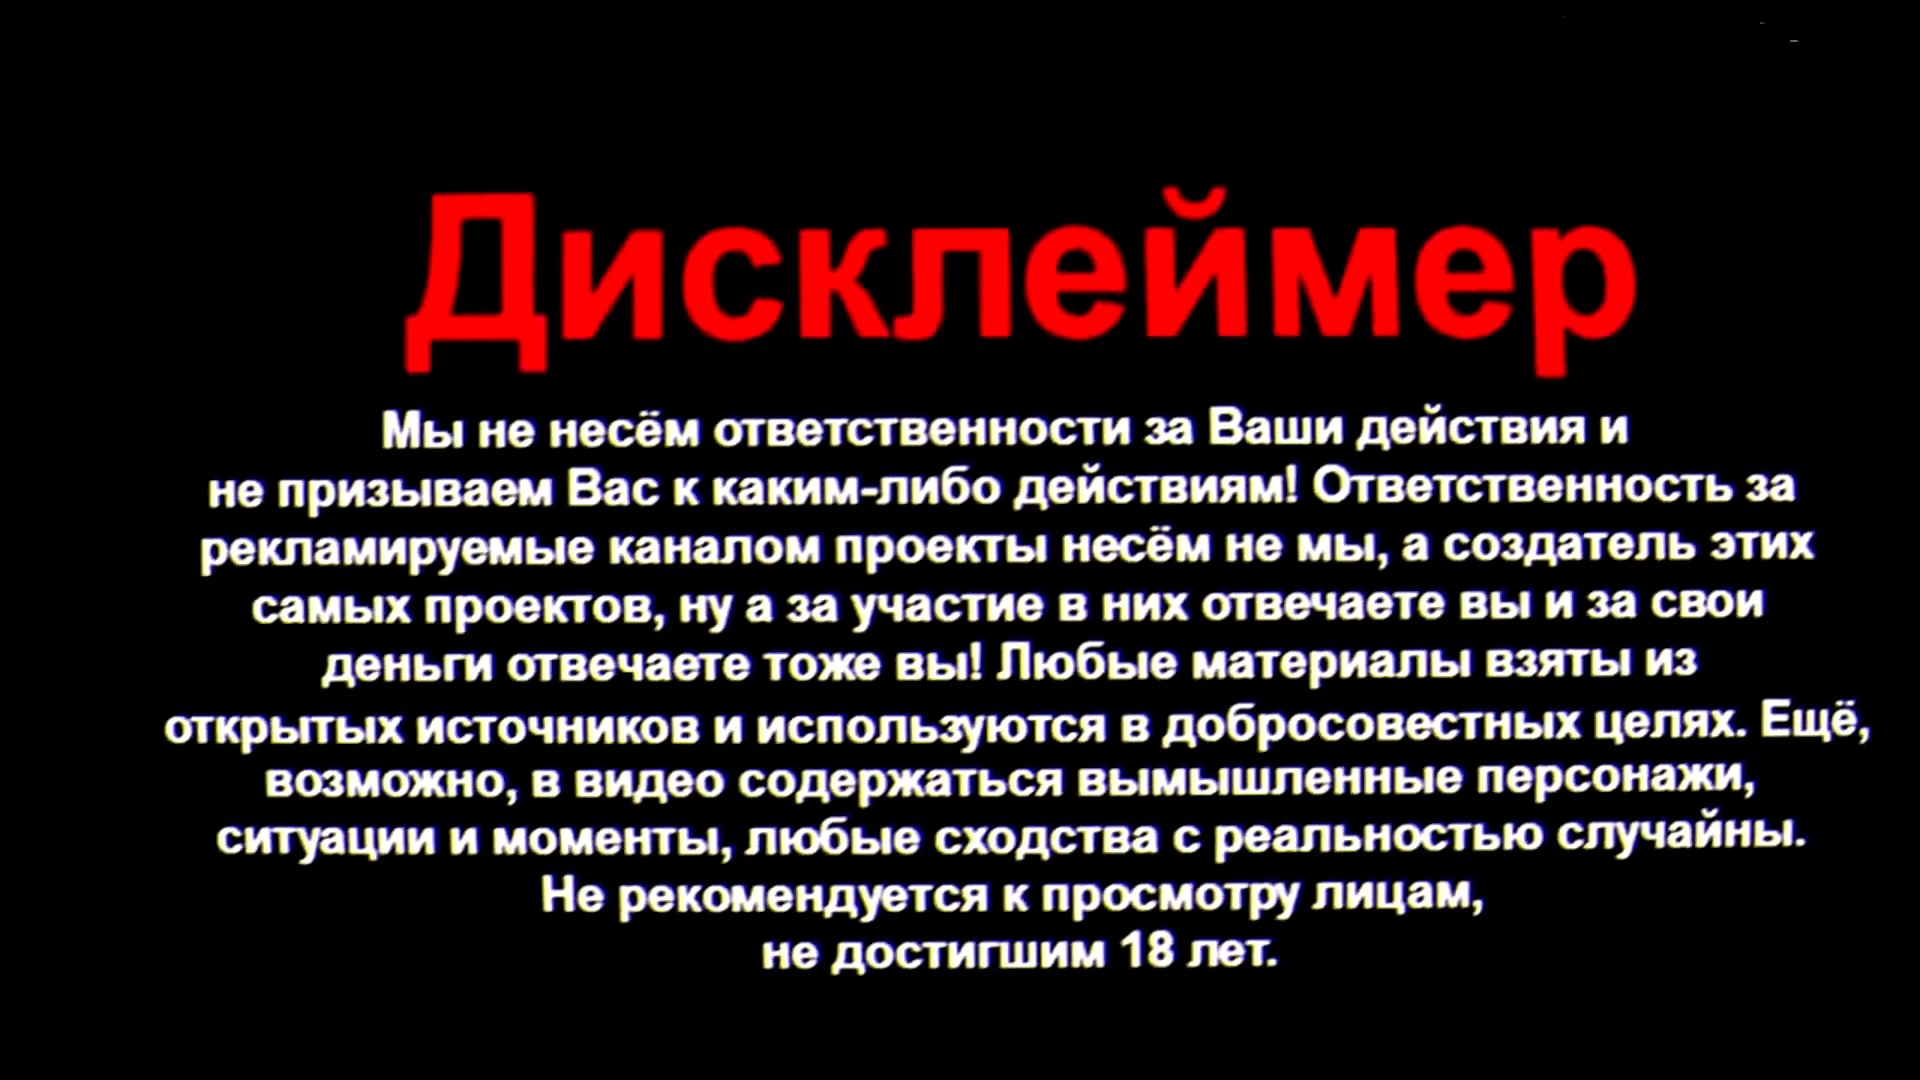 Дисклеймер
Мы не несём ответственности за Ваши действия и
не призываем Вас к каким-либо действиям! Ответственность за
рекламируемые каналом проекты несём не мы, а создатель этих
самых проектов, ну а за участие в них отвечаете вы и за свои
деньги отвечаете тоже вы! Любые материалы взяты из
открытых источников и используются в добросовестных целях. Ещё,
возможно, в видео содержаться вымышленные персонажи,
ситуации и моменты, любые сходства с реальностью случайны.
Не рекомендуется к просмотру лицам,
не достигшим 18 лет.